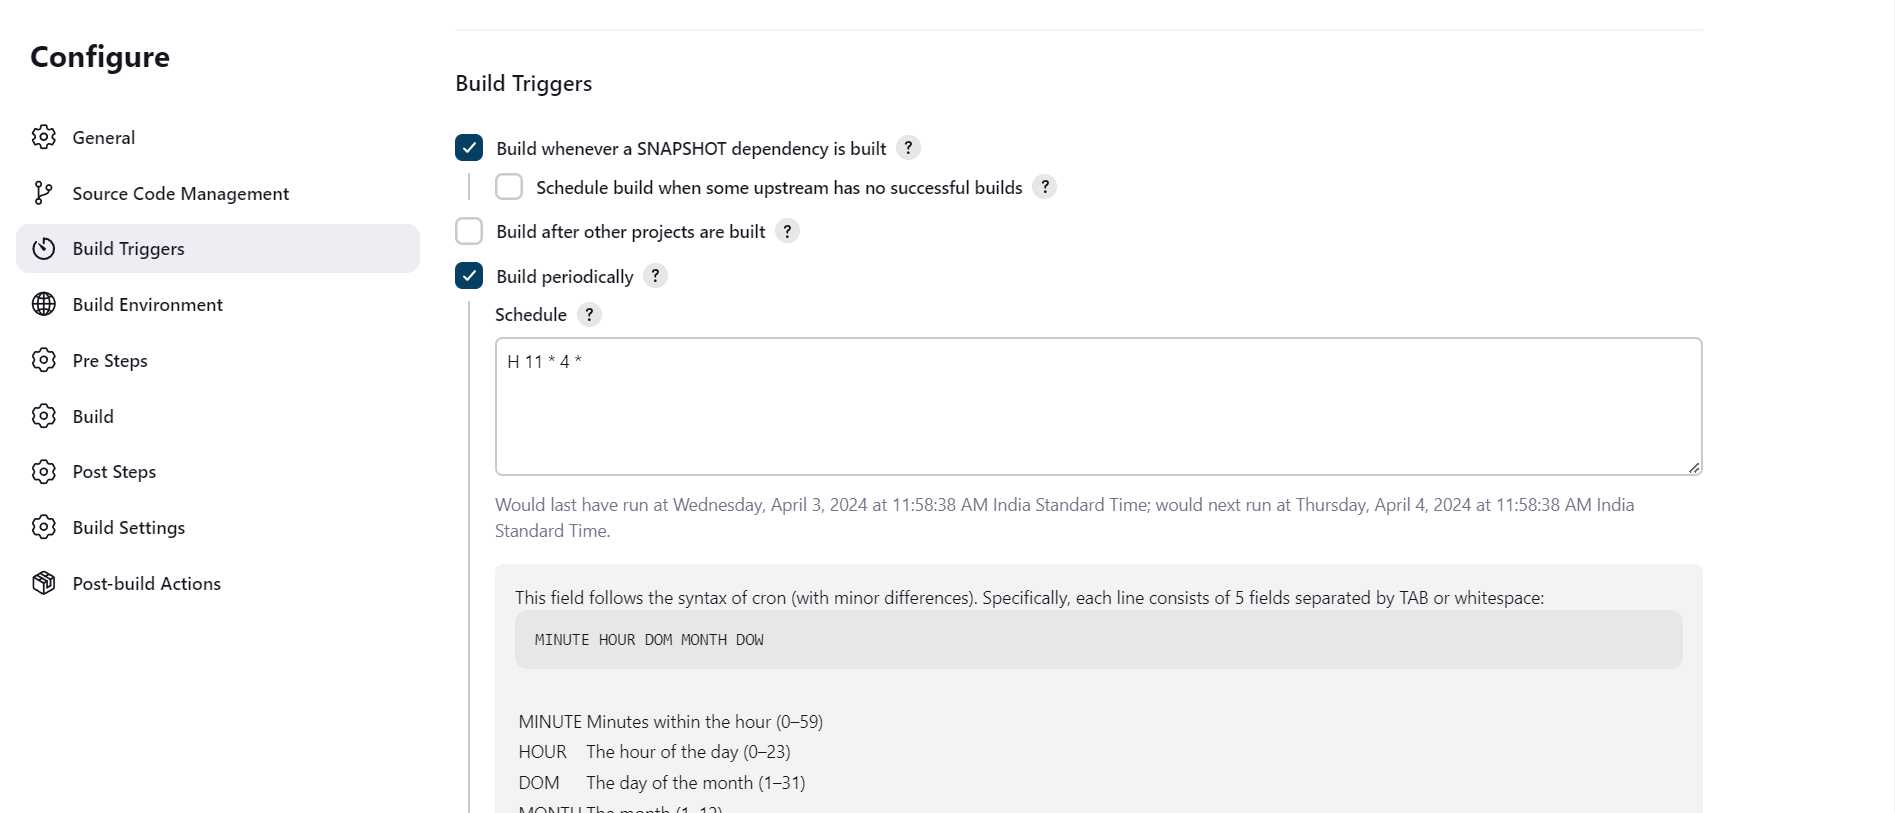 Configure
General
Source Code Management
Build Triggers
Build Environment
Pre Steps
Build
Post Steps
Build Settings
Post-build Actions
Build Triggers
Build whenever a SNAPSHOT dependency is built ?
Schedule build when some upstream has no successful builds ?
Build after other projects are built ?
Build periodically ?
Schedule ?
H 11 * 4 *
Would last have run at Wednesday, April 3, 2024 at 11:58:38 AM India Standard Time; would next run at Thursday, April 4, 2024 at 11:58:38 AM India
Standard Time.
This field follows the syntax of cron (with minor differences). Specifically, each line consists of 5 fields separated by TAB or whitespace:
MINUTE HOUR DOM MONTH DOW
MINUTE Minutes within the hour (0–59)
HOUR The hour of the day (0–23)
DOM The day of the month (1–31)
MONTH The month (1–12)